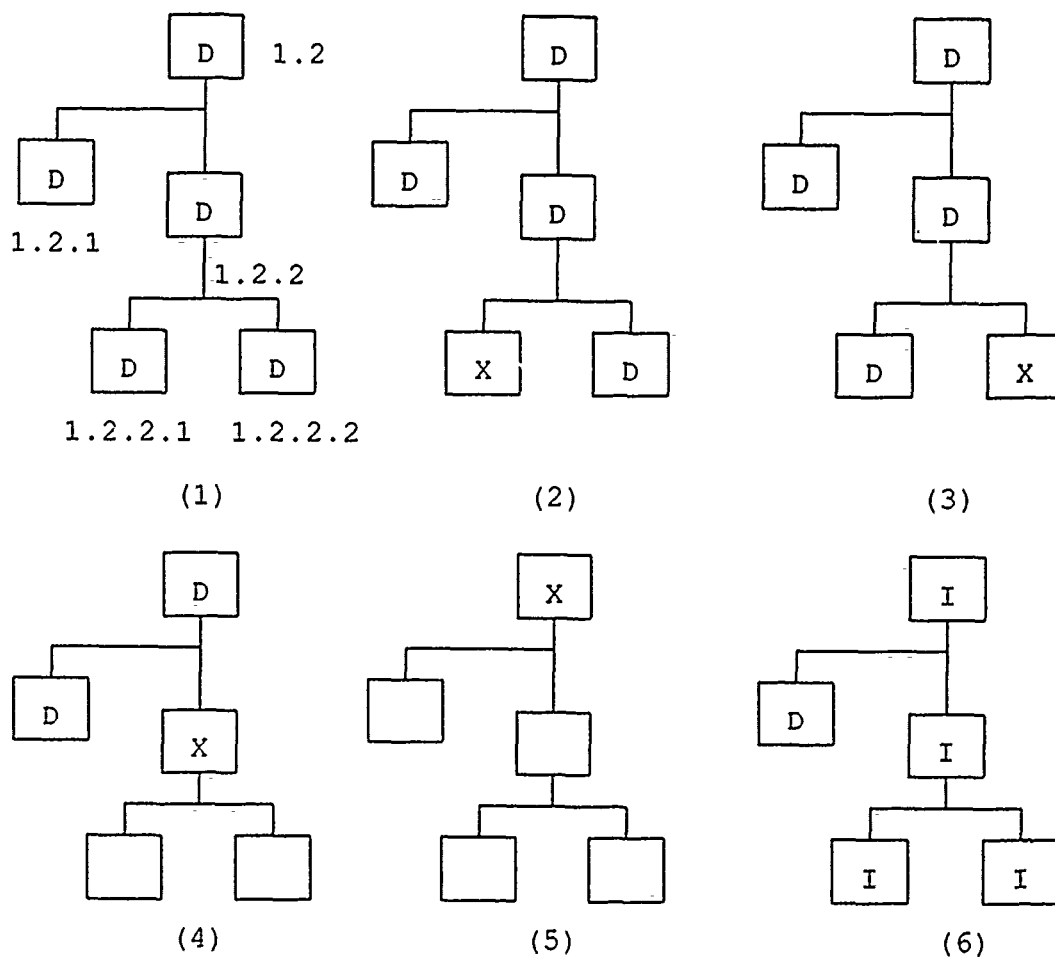 D 1.2 D D
D D D
D D D
1.2.1
1.2.2
D D X D D X
1.2.2.1 1.2.2.2
(1) (2) (3)
D X I
D D
X I
I I
(4) (5) (6)